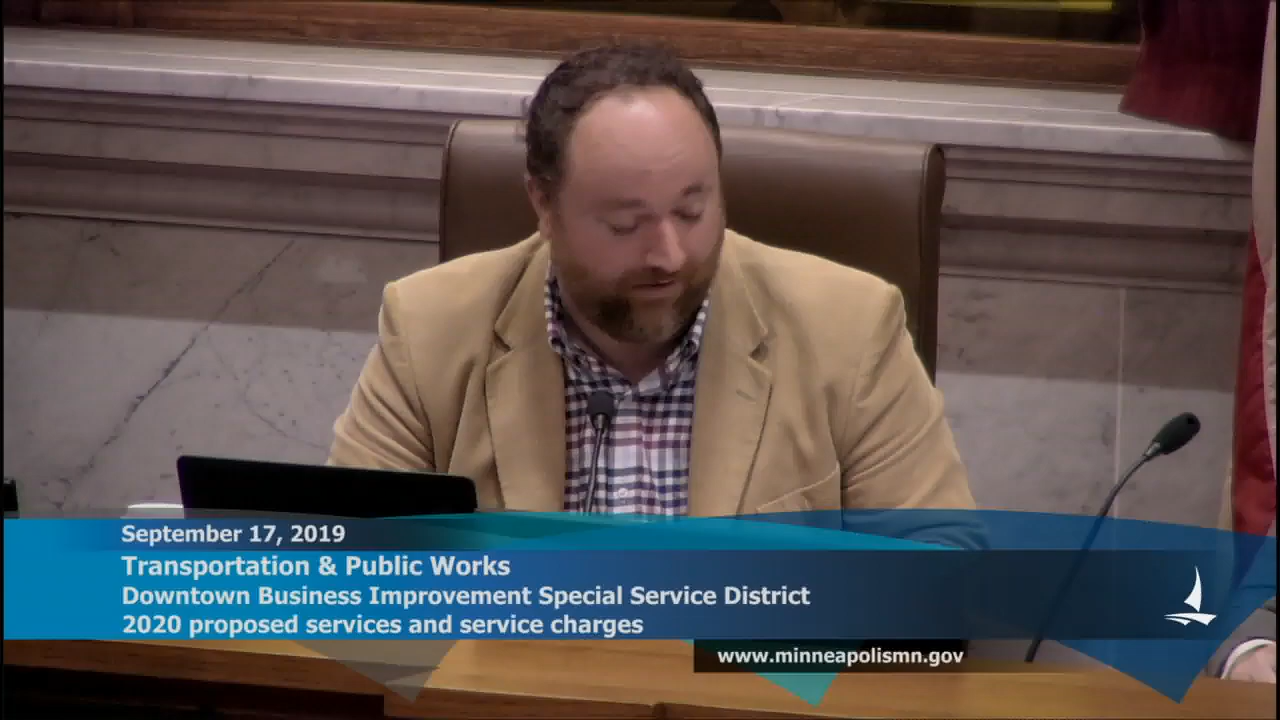 September 17, 2019
Transportation & Public Works
Downtown Business Improvement Special Service District
2020 proposed services and service charges
www.minneapolismn.gov